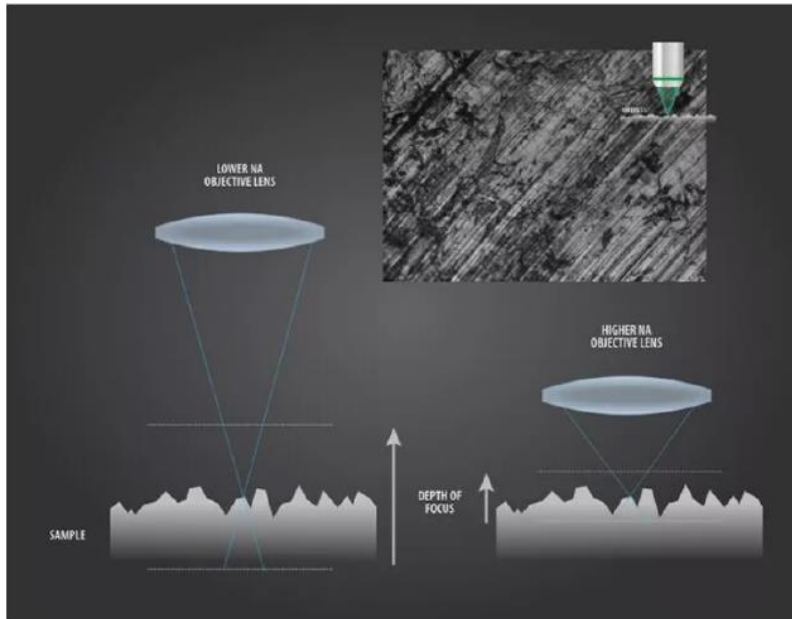 LOWER NA
OBJECTIVE LENS
HIGHER NA
OBJECTIVE LENS
DEPTH OF
FOCUS
SAMPLE